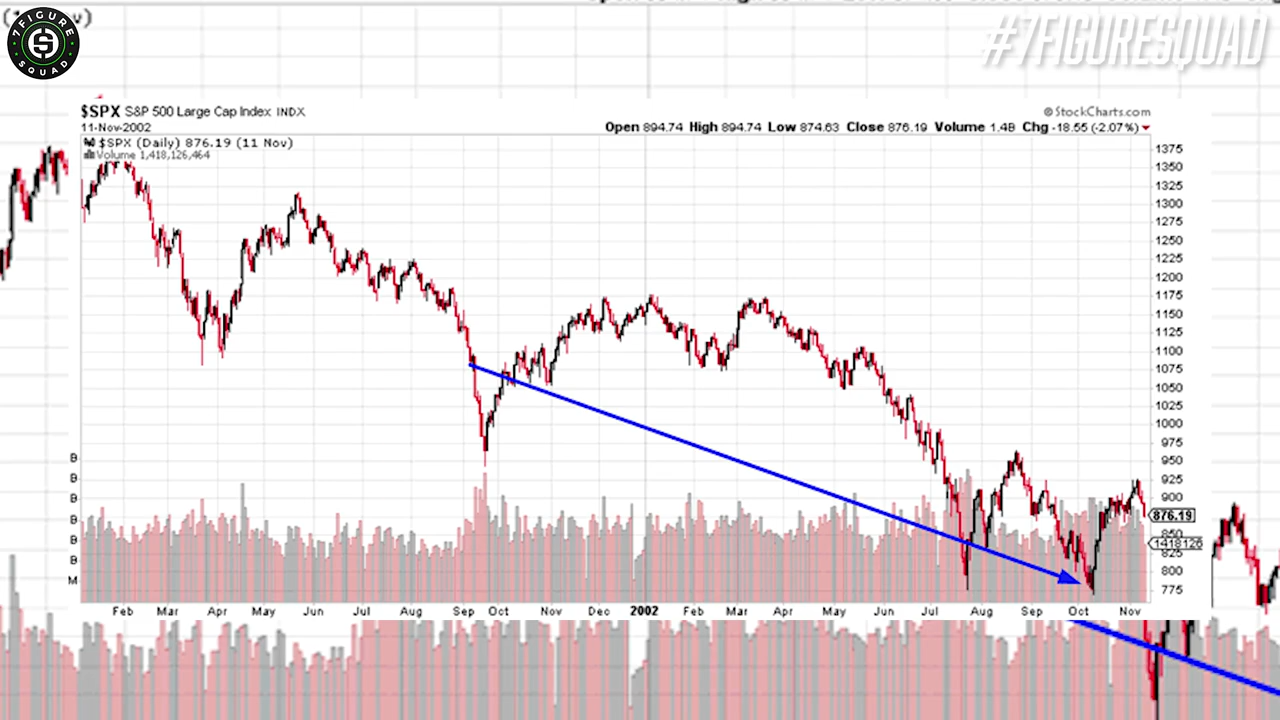 7FIGURE
SQUAD
#7FIGURESQUAD
$SPX S&P 500 Large Cap Index INDX
© StockCharts.com
11-Nov-2002
Open 894.74 High 894.74 Low 874.63 Close 876.19 Volume 1.4B Chg -18.55 (-2.07%)
$SPX (Daily) 876.19 (11 Nov)
Volume 1,418,126,464
1375
1350
1325
1300
1275
1250
1225
1200
1175
1150
1125
1100
1075
1050
1025
1000
975
950
925
900
876.19
850
1418126
825
800
775
B
B
B
B
B
B
M
Feb Mar Apr May Jun Jul Aug Sep Oct Nov Dec 2002 Feb Mar Apr May Jun Jul Aug Sep Oct Nov